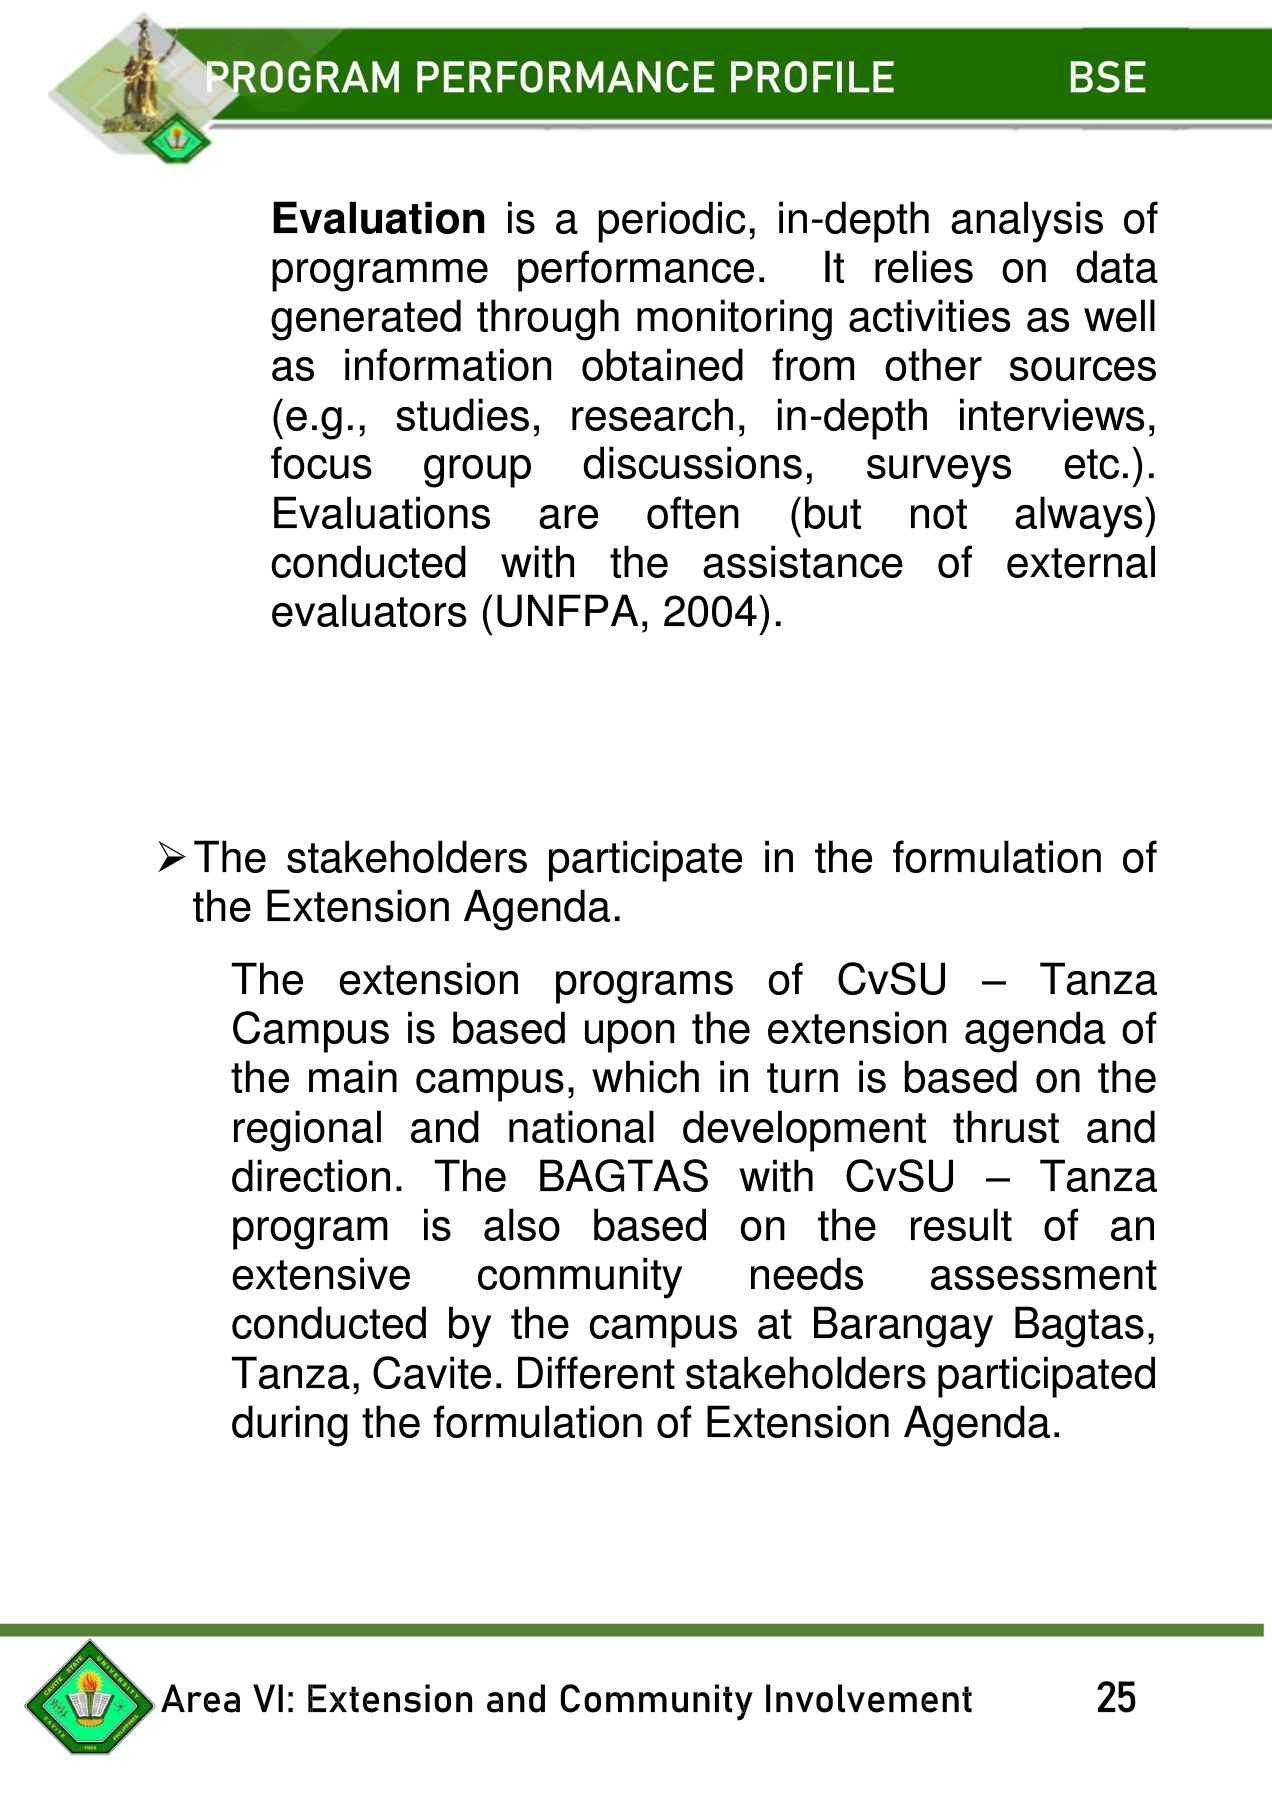 PROGRAM PERFORMANCE PROFILE BSE
Evaluation is a periodic, in-depth analysis of
programme performance. It relies on data
generated through monitoring activities as well
as information obtained from other sources
(e.g., studies, research, in-depth interviews,
focus group discussions, surveys etc.).
Evaluations are often (but not always)
conducted with the assistance of external
evaluators (UNFPA, 2004).
➢ The stakeholders participate in the formulation of
the Extension Agenda.
The extension programs of CvSU – Tanza
Campus is based upon the extension agenda of
the main campus, which in turn is based on the
regional and national development thrust and
direction. The BAGTAS with CvSU – Tanza
program is also based on the result of an
extensive community needs assessment
conducted by the campus at Barangay Bagtas,
Tanza, Cavite. Different stakeholders participated
during the formulation of Extension Agenda.
CAVITE STATE UNIVERSITY
CAVITE PHILIPPINES
1906
Area VI: Extension and Community Involvement 25